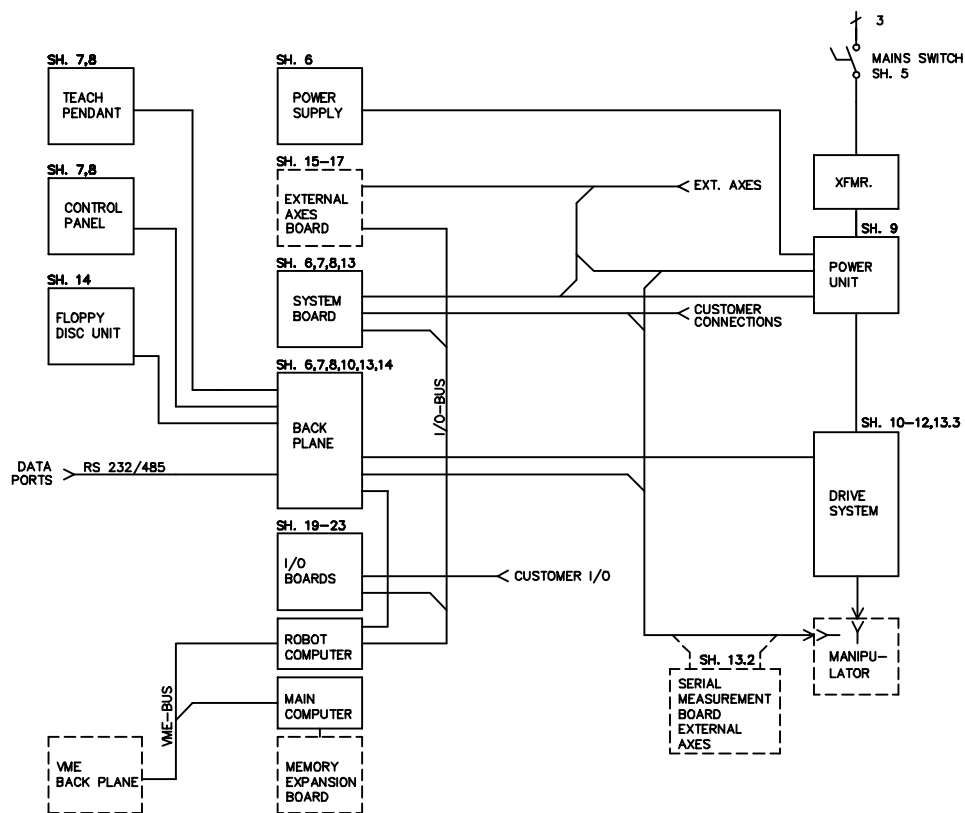 3
MAINS SWITCH
SH. 5
SH. 7,8
TEACH
PENDANT
SH. 6
POWER
SUPPLY
SH. 15-17
EXTERNAL
AXES
BOARD
EXT. AXES
XFMR.
SH. 7,8
CONTROL
PANEL
SH. 9
POWER
UNIT
SH. 6,7,8,13
SYSTEM
BOARD
CUSTOMER
CONNECTIONS
SH. 14
FLOPPY
DISC UNIT
SH. 6,7,8,10,13,14
BACK
PLANE
I/O-BUS
SH. 10-12,13.3
DRIVE
SYSTEM
DATA
PORTS
RS 232/485
SH. 19-23
I/O
BOARDS
CUSTOMER I/O
ROBOT
COMPUTER
SH. 13.2
SERIAL
MEASUREMENT
BOARD
EXTERNAL
AXES
MANIPU-
LATOR
VME-BUS
MAIN
COMPUTER
VME
BACK PLANE
MEMORY
EXPANSION
BOARD